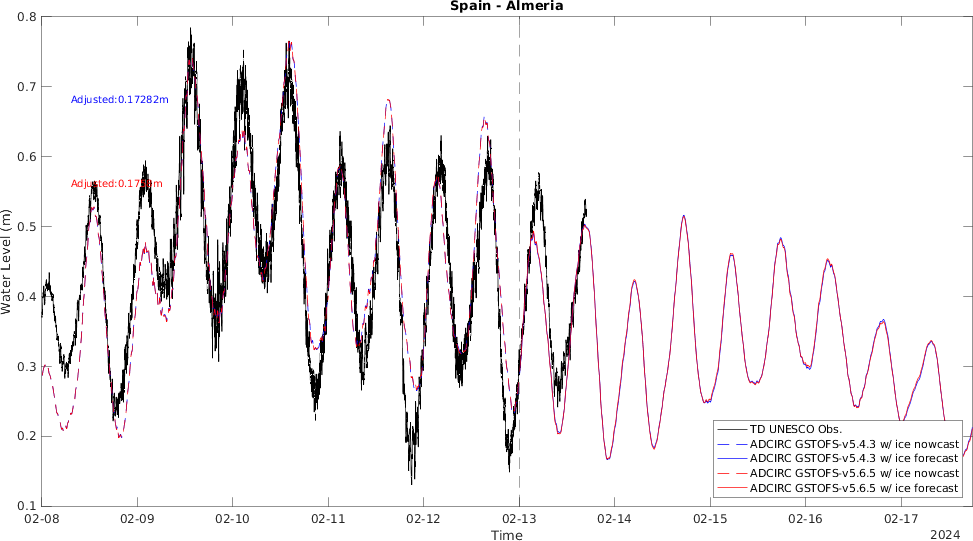 Spain - Almeria
0.8
0.7
0.6
0.5
0.4
0.3
0.2
0.1
Water Level (m)
Adjusted:0.17282m
TD UNESCO Obs.
ADCIRC GSTOFS-v5.4.3 w/ ice nowcast
ADCIRC GSTOFS-v5.4.3 w/ ice forecast
ADCIRC GSTOFS-v5.6.5 w/ ice nowcast
ADCIRC GSTOFS-v5.6.5 w/ ice forecast
02-08 02-09 02-10 02-11 02-12 02-13 02-14 02-15 02-16 02-17
Time
2024